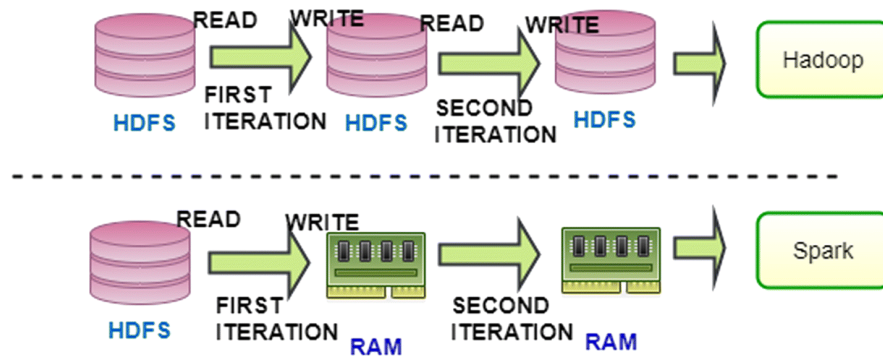 READ WRITE READ WRITE
Hadoop
FIRST
ITERATION
SECOND
ITERATION
HDFS HDFS HDFS
READ WRITE
Spark
FIRST
ITERATION
SECOND
ITERATION
HDFS RAM RAM